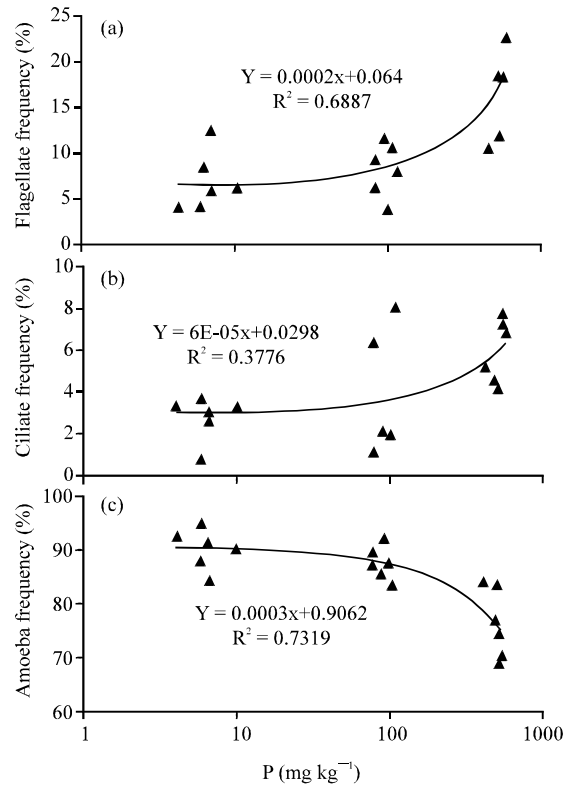 (a)
25
20
15
10
5
0
Flagellate frequency (%)
Y = 0.0002x+0.064
R² = 0.6887
(b)
10
8
6
4
2
0
Ciliate frequency (%)
Y = 6E-05x+0.0298
R² = 0.3776
(c)
100
90
80
70
60
Amoeba frequency (%)
Y = 0.0003x+0.9062
R² = 0.7319
1 10 100 1000
P (mg kg⁻¹)